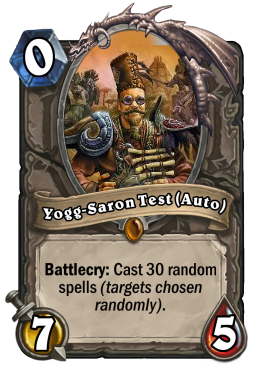 0
Yogg-Saron Test (Auto)
Battlecry: Cast 30 random
spells (targets chosen
randomly).
7
5